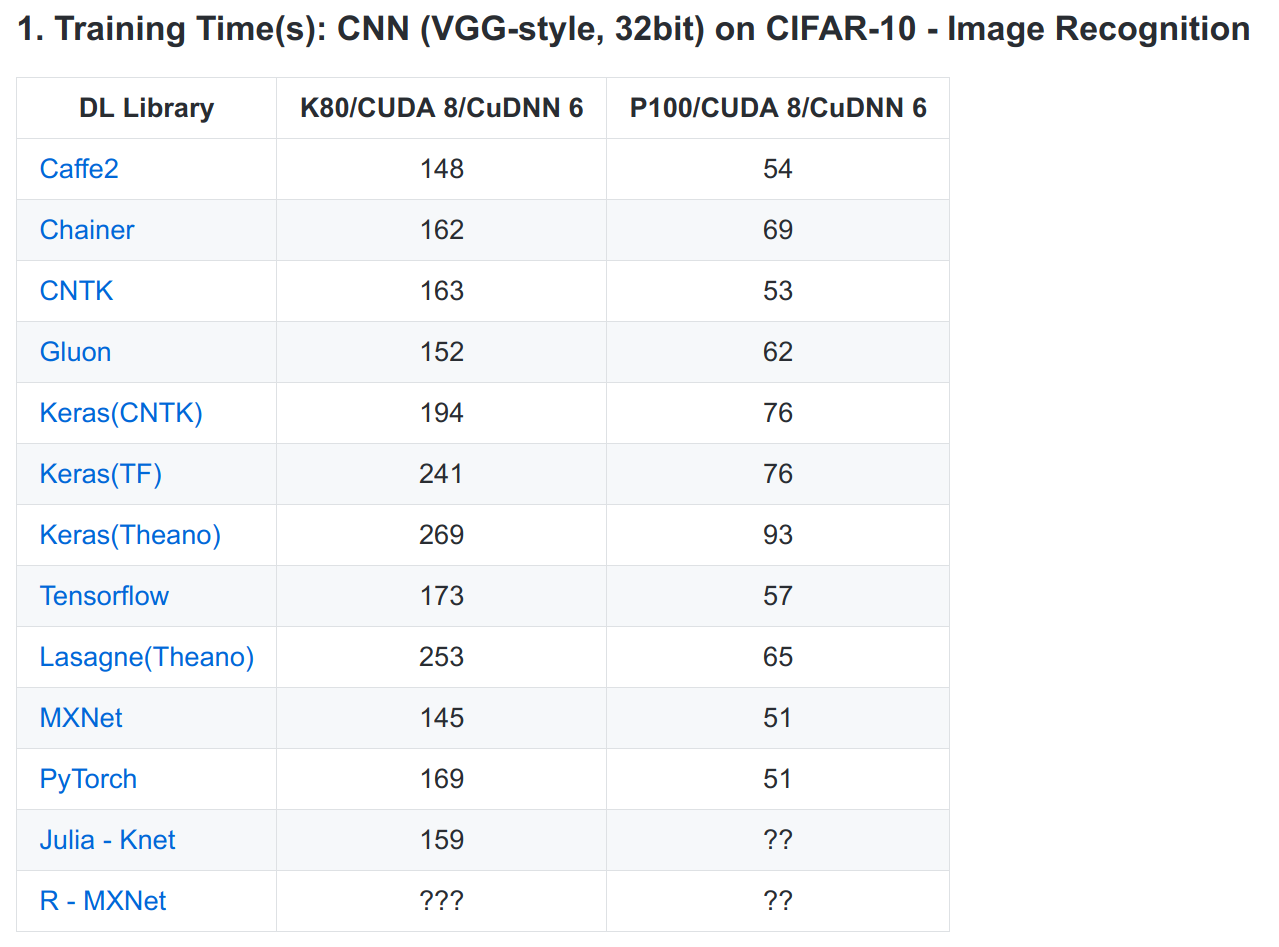 1. Training Time(s): CNN (VGG-style, 32bit) on CIFAR-10 - Image Recognition
DL Library K80/CUDA 8/CuDNN 6 P100/CUDA 8/CuDNN 6
Caffe2 148 54
Chainer 162 69
CNTK 163 53
Gluon 152 62
Keras(CNTK) 194 76
Keras(TF) 241 76
Keras(Theano) 269 93
Tensorflow 173 57
Lasagne(Theano) 253 65
MXNet 145 51
PyTorch 169 51
Julia - Knet 159 ??
R - MXNet ??? ??